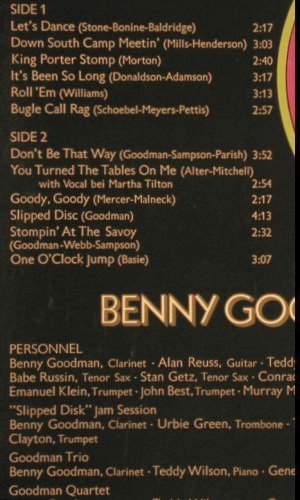 SIDE 1
Let's Dance (Stone-Bonine-Baldridge) 2:17
Down South Camp Meetin' (Mills-Henderson) 3:03
King Porter Stomp (Morton) 2:40
It's Been So Long (Donaldson-Adamson) 3:17
Roll 'Em (Williams) 3:13
Bugle Call Rag (Schoebel-Meyers-Pettis) 2:57
SIDE 2
Don't Be That Way (Goodman-Sampson-Parish) 3:52
You Turned The Tables On Me (Alter-Mitchell)
with Vocal bei Martha Tilton 2:54
Goody, Goody (Mercer-Malneck) 2:17
Slipped Disc (Goodman) 4:13
Stompin' At The Savoy 2:32
(Goodman-Webb-Sampson)
One O'Clock Jump (Basie) 3:07
BENNY GOO
PERSONNEL
Benny Goodman, Clarinet · Alan Reuss, Guitar · Tedd
Babe Russin, Tenor Sax · Stan Getz, Tenor Sax · Conrad
Emanuel Klein, Trumpet · John Best, Trumpet · Murray M
"Slipped Disk" Jam Session
Benny Goodman, Clarinet · Urbie Green, Trombone ·
Clayton, Trumpet
Goodman Trio
Benny Goodman, Clarinet · Teddy Wilson, Piano · Gene
Goodman Quartet